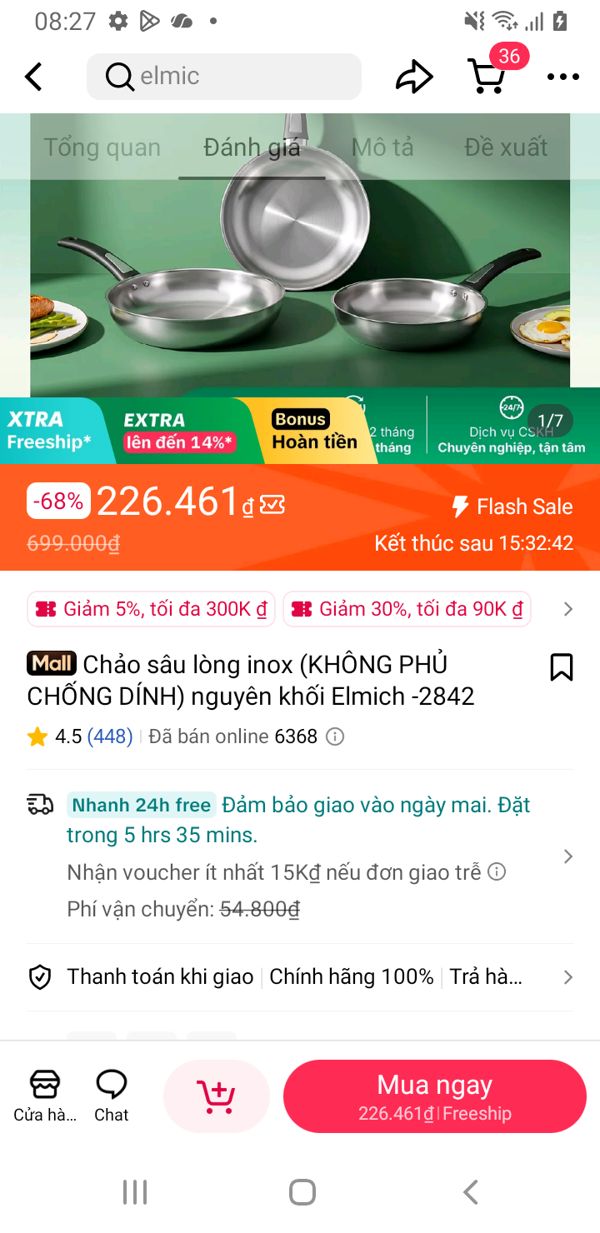 08:27
36
elmic
Tổng quan Đánh giá Mô tả Đề xuất
XTRA
Freeship*
EXTRA
lên đến 14%*
Bonus
Hoàn tiền
2 tháng
tháng
24/7
1/7
Dịch vụ CSKH
Chuyên nghiệp, tận tâm
-68% 226.461₫
Flash Sale
699.000₫
Kết thúc sau 15:32:42
Giảm 5%, tối đa 300K ₫
Giảm 30%, tối đa 90K ₫
Mall Chảo sâu lòng inox (KHÔNG PHỦ
CHỐNG DÍNH) nguyên khối Elmich -2842
4.5 (448) Đã bán online 6368
Nhanh 24h free Đảm bảo giao vào ngày mai. Đặt
trong 5 hrs 35 mins.
Nhận voucher ít nhất 15K₫ nếu đơn giao trễ
Phí vận chuyển: 54.800₫
Thanh toán khi giao Chính hãng 100% Trả hà...
Mua ngay
226.461₫ Freeship
Cửa hà... Chat